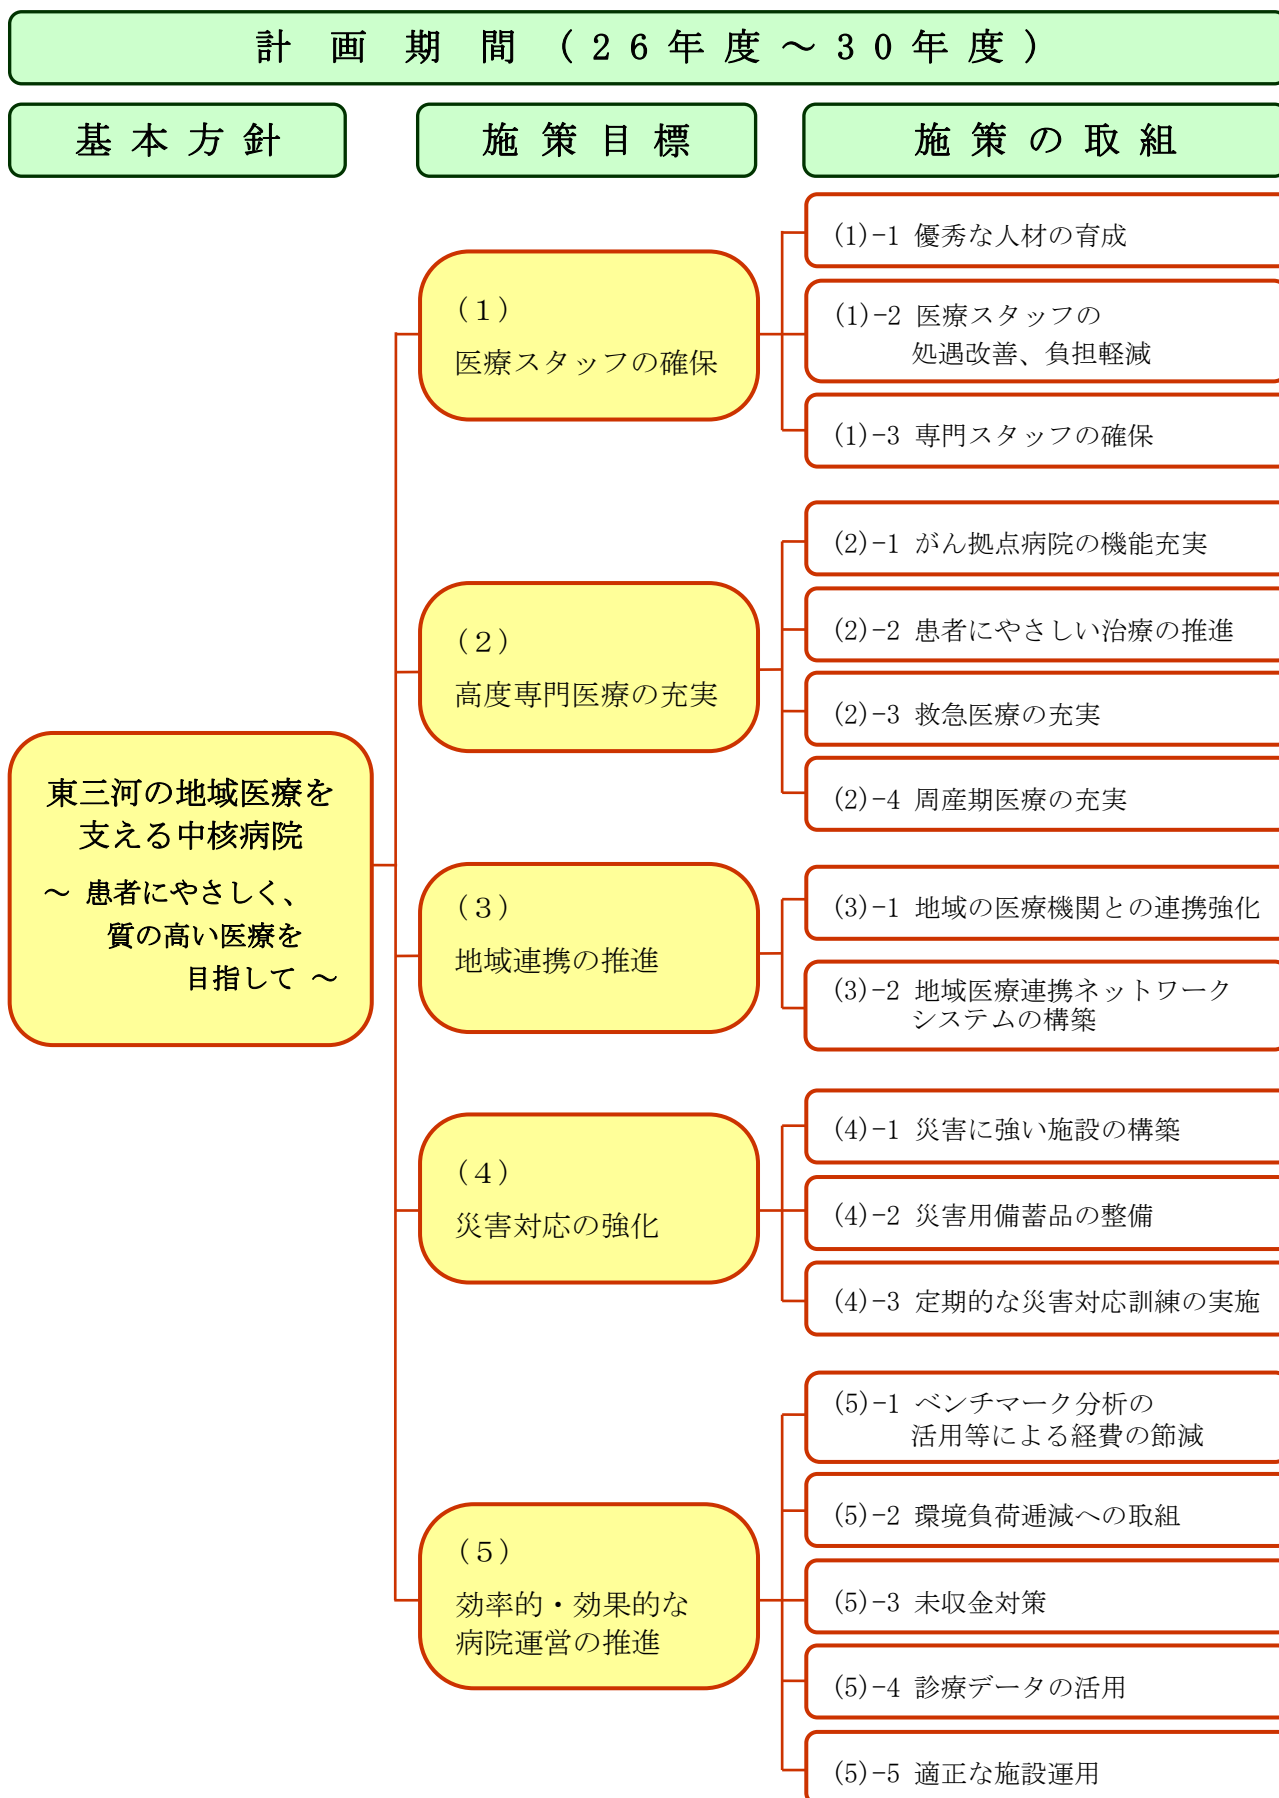 計画期間（26年度～30年度）
基本方針
施策目標
施策の取組
東三河の地域医療を
支える中核病院
～ 患者にやさしく、
質の高い医療を
目指して ～
（１）
医療スタッフの確保
(1)-1 優秀な人材の育成
(1)-2 医療スタッフの
処遇改善、負担軽減
(1)-3 専門スタッフの確保
（２）
高度専門医療の充実
(2)-1 がん拠点病院の機能充実
(2)-2 患者にやさしい治療の推進
(2)-3 救急医療の充実
(2)-4 周産期医療の充実
（３）
地域連携の推進
(3)-1 地域の医療機関との連携強化
(3)-2 地域医療連携ネットワーク
システムの構築
（４）
災害対応の強化
(4)-1 災害に強い施設の構築
(4)-2 災害用備蓄品の整備
(4)-3 定期的な災害対応訓練の実施
（５）
効率的・効果的な
病院運営の推進
(5)-1 ベンチマーク分析の
活用等による経費の節減
(5)-2 環境負荷逓減への取組
(5)-3 未収金対策
(5)-4 診療データの活用
(5)-5 適正な施設運用